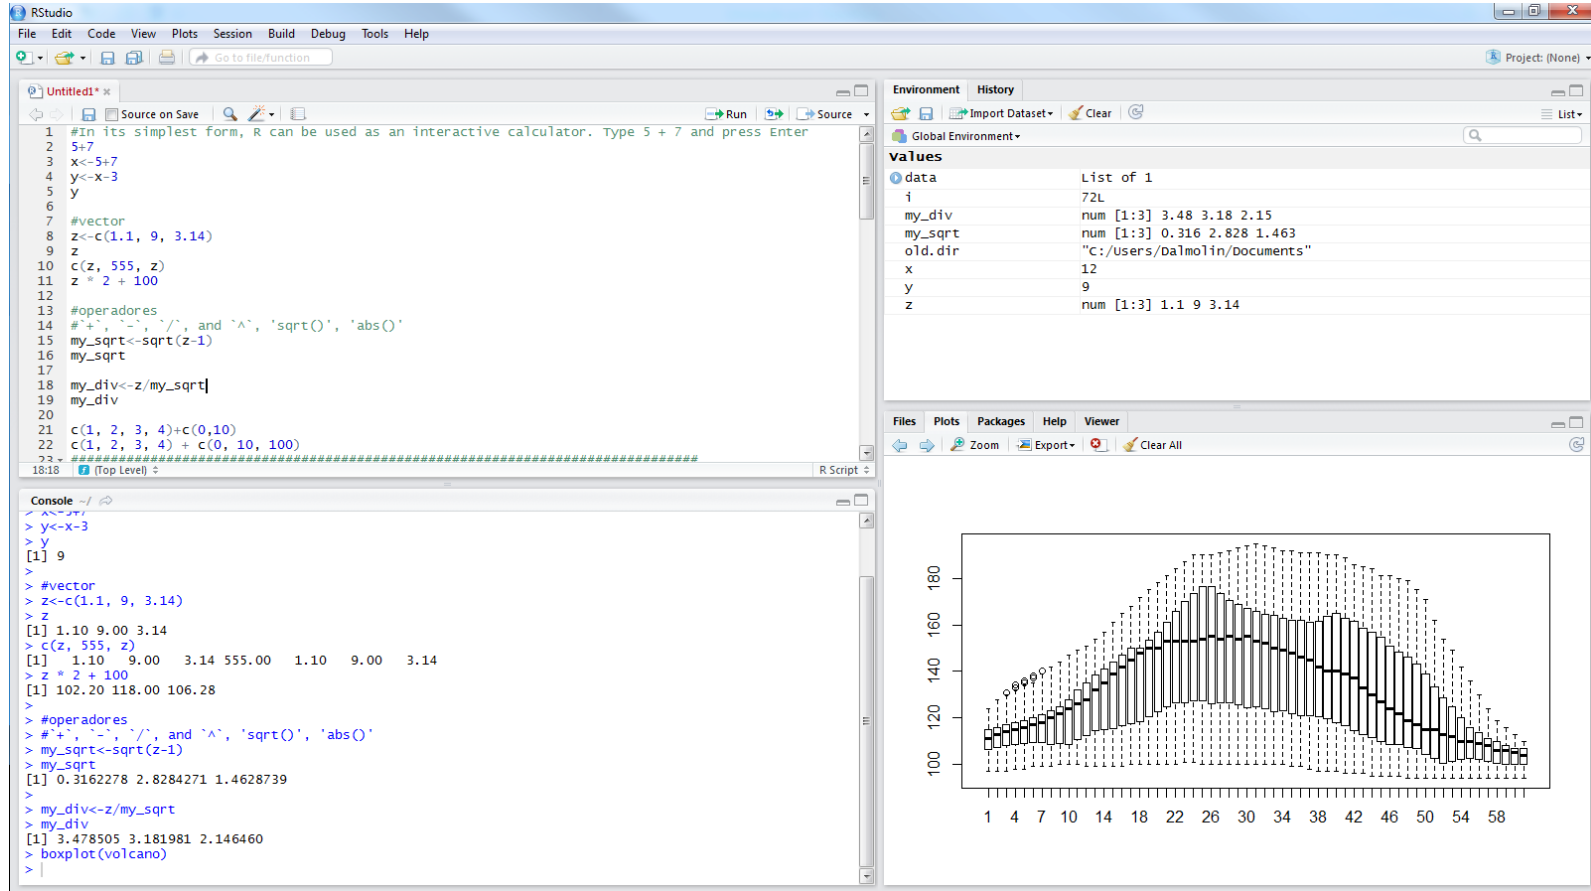 RStudio
File Edit Code View Plots Session Build Debug Tools Help
Go to file/function
Project: (None)
Untitled1*
Source on Save
Run
Source
1 #In its simplest form, R can be used as an interactive calculator. Type 5 + 7 and press Enter
2 5+7
3 x<-5+7
4 y<-x-3
5 y
6
7 #vector
8 z<-c(1.1, 9, 3.14)
9 z
10 c(z, 555, z)
11 z * 2 + 100
12
13 #operadores
14 #`+`, `-`, `/`, and `^`, 'sqrt()', 'abs()'
15 my_sqrt<-sqrt(z-1)
16 my_sqrt
17
18 my_div<-z/my_sqrt
19 my_div
20
21 c(1, 2, 3, 4)+c(0,10)
22 c(1, 2, 3, 4) + c(0, 10, 100)
18:18 (Top Level) R Script
Console ~/
> x<-5+7
> y<-x-3
> y
[1] 9
>
> #vector
> z<-c(1.1, 9, 3.14)
> z
[1] 1.10 9.00 3.14
> c(z, 555, z)
[1] 1.10 9.00 3.14 555.00 1.10 9.00 3.14
> z * 2 + 100
[1] 102.20 118.00 106.28
>
> #operadores
> #`+`, `-`, `/`, and `^`, 'sqrt()', 'abs()'
> my_sqrt<-sqrt(z-1)
> my_sqrt
[1] 0.3162278 2.8284271 1.4628739
>
> my_div<-z/my_sqrt
> my_div
[1] 3.478505 3.181981 2.146460
> boxplot(volcano)
>
Environment History
Import Dataset Clear
List
Global Environment
Values
data List of 1
i 72L
my_div num [1:3] 3.48 3.18 2.15
my_sqrt num [1:3] 0.316 2.828 1.463
old.dir "C:/Users/Dalmolin/Documents"
x 12
y 9
z num [1:3] 1.1 9 3.14
Files Plots Packages Help Viewer
Zoom Export Clear All
180
160
140
120
100
1 4 7 10 14 18 22 26 30 34 38 42 46 50 54 58